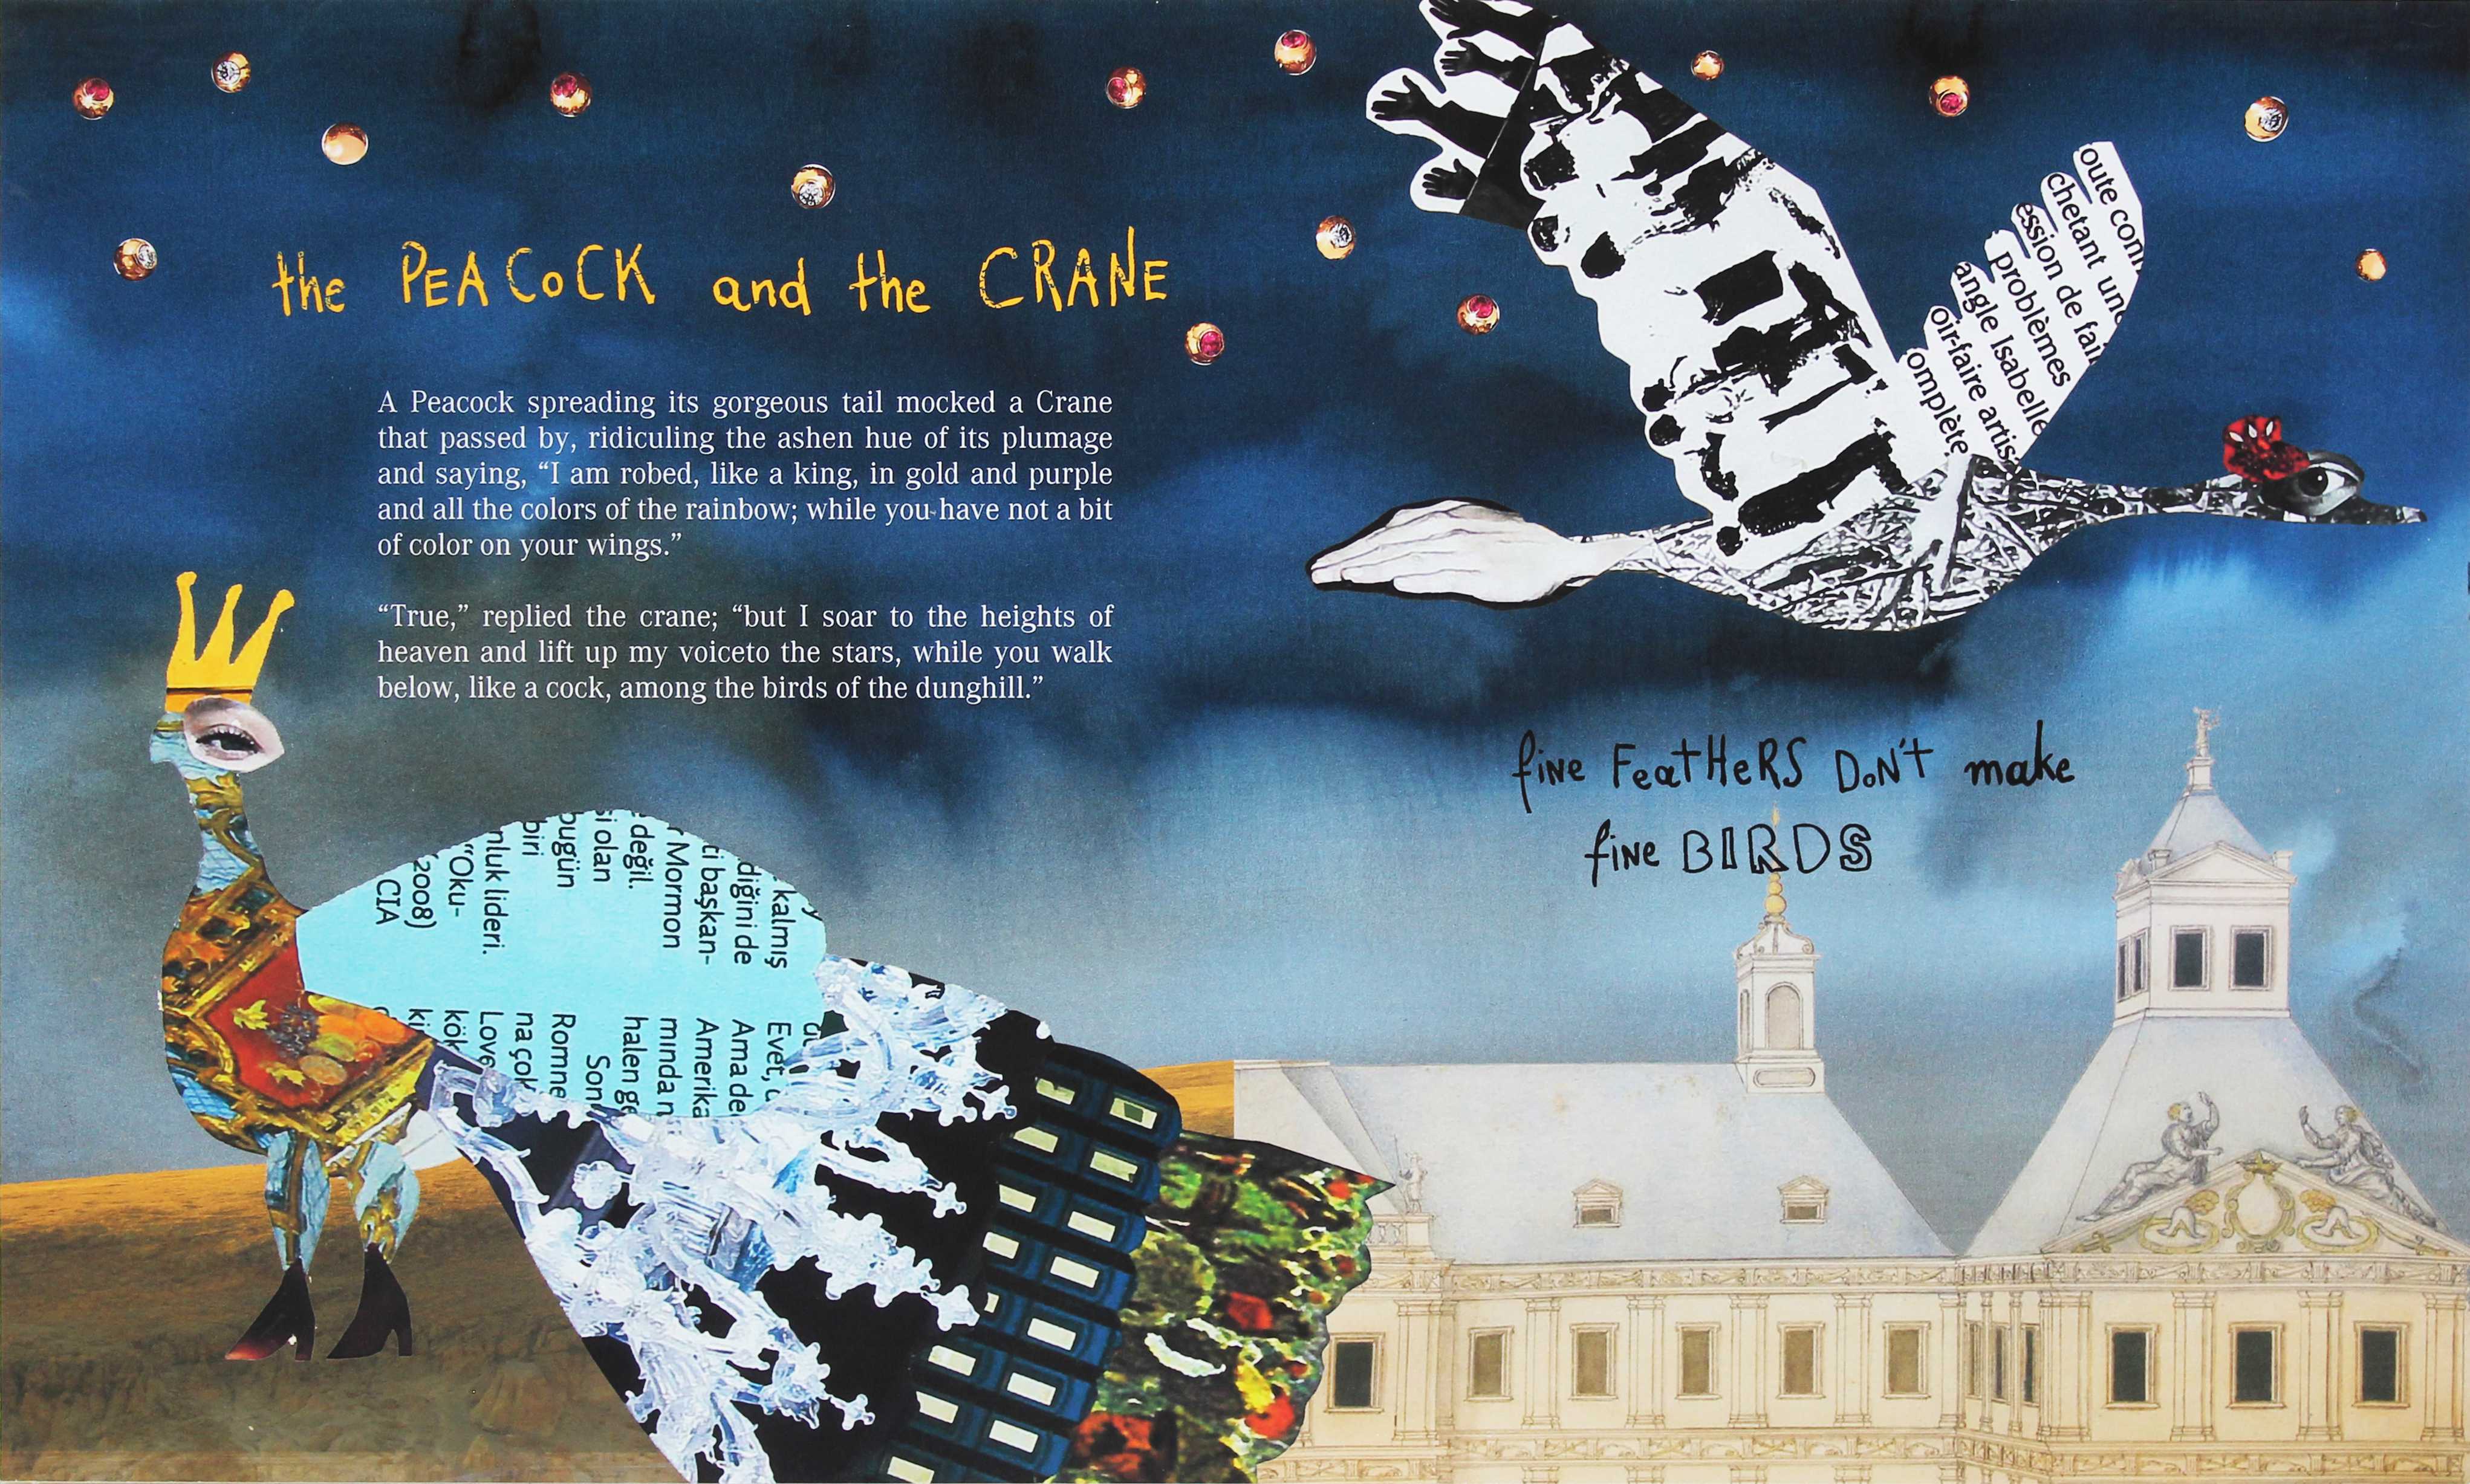 the PEACoCK and the CRANE
A Peacock spreading its gorgeous tail mocked a Crane
that passed by, ridiculing the ashen hue of its plumage
and saying, “I am robed, like a king, in gold and purple
and all the colors of the rainbow; while you have not a bit
of color on your wings.”
“True,” replied the crane; “but I soar to the heights of
heaven and lift up my voiceto the stars, while you walk
below, like a cock, among the birds of the dunghill.”
oute com
chetant une
ession de fai
problèmes
angle Isabelle
oir-faire artis
omplète
fiNe FeatHeRS DoN't make
fiNe BIRDS
kalmış
diğini de
ci başkan-
Mormon
değil.
i olan
bugün
biri
nluk lideri.
“Oku-
(2008)
CIA
Evet,
Ama de
Amerika
mında n
halen ge
Son
Romne
na çok
Love
kök
ki